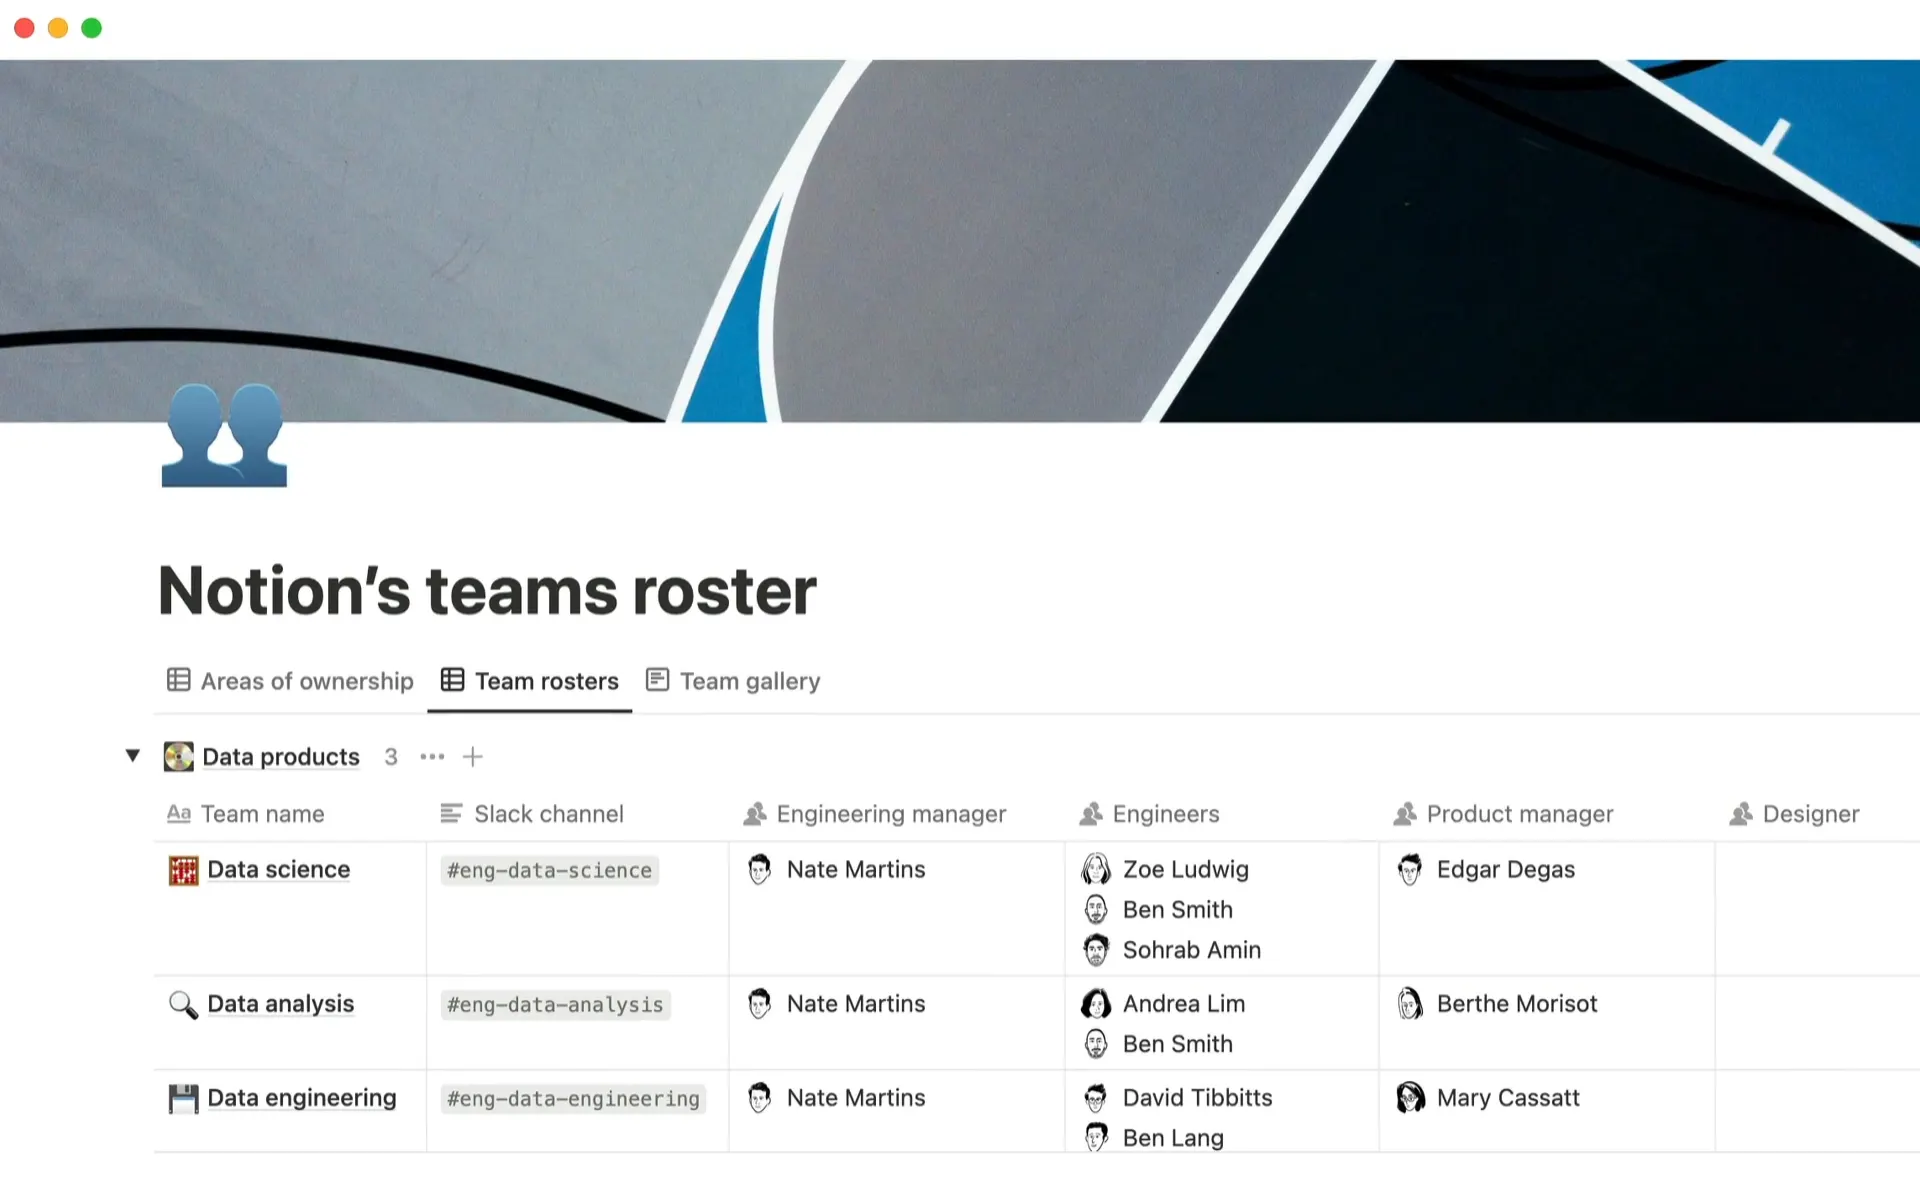 Notion’s teams roster
Areas of ownership Team rosters Team gallery
Data products 3
Aa Team name Slack channel Engineering manager Engineers Product manager Designer
Data science #eng-data-science Nate Martins Zoe Ludwig Edgar Degas
Ben Smith
Sohrab Amin
Data analysis #eng-data-analysis Nate Martins Andrea Lim Berthe Morisot
Ben Smith
Data engineering #eng-data-engineering Nate Martins David Tibbitts Mary Cassatt
Ben Lang